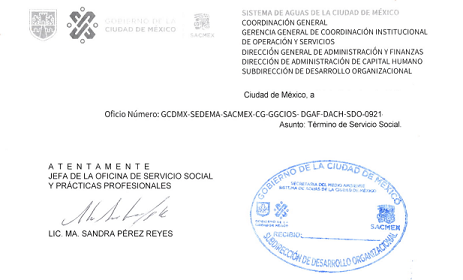 GOBIERNO DE LA
CIUDAD DE MÉXICO
SACMEX
SISTEMA DE AGUAS DE LA CIUDAD DE MÉXICO
COORDINACIÓN GENERAL
GERENCIA GENERAL DE COORDINACIÓN INSTITUCIONAL
DE OPERACIÓN Y SERVICIOS
DIRECCIÓN GENERAL DE ADMINISTRACIÓN Y FINANZAS
DIRECCIÓN DE ADMINISTRACIÓN DE CAPITAL HUMANO
SUBDIRECCIÓN DE DESARROLLO ORGANIZACIONAL
Ciudad de México, a
Oficio Número: GCDMX-SEDEMA-SACMEX-CG-GGCIOS- DGAF-DACH-SDO-0921
Asunto: Término de Servicio Social.
A T E N T A M E N T E
JEFA DE LA OFICINA DE SERVICIO SOCIAL
Y PRÁCTICAS PROFESIONALES
LIC. MA. SANDRA PÉREZ REYES
GOBIERNO DE LA CIUDAD DE MÉXICO
SECRETARÍA DEL MEDIO AMBIENTE
SISTEMA DE AGUAS DE LA CIUDAD DE MÉXICO
SACMEX
RECIBIÓ:
SUBDIRECCIÓN DE DESARROLLO ORGANIZACIONAL